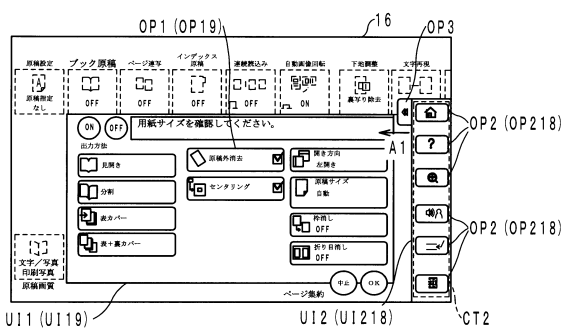 OP1(OP19)
16
OP3
原稿設定
ブック原稿
ページ連写
インデックス
原稿
連続読込み
自動画像回転
下地調整
文字再現
A
原稿指定
なし
OFF
OFF
OFF
OFF
ON
裏写り除去
ON
OFF
用紙サイズを確認してください。
A1
OP2(OP218)
出力方法
見開き
原稿外消去
開き方向
左開き
?
分割
センタリング
原稿サイズ
自動
表カバー
枠消し
OFF
OP2(OP218)
表+裏カバー
折り目消し
OFF
文字/写真
印刷写真
原稿画質
中止
OK
ページ集約
UI1(UI19)
UI2(UI218)
CT2